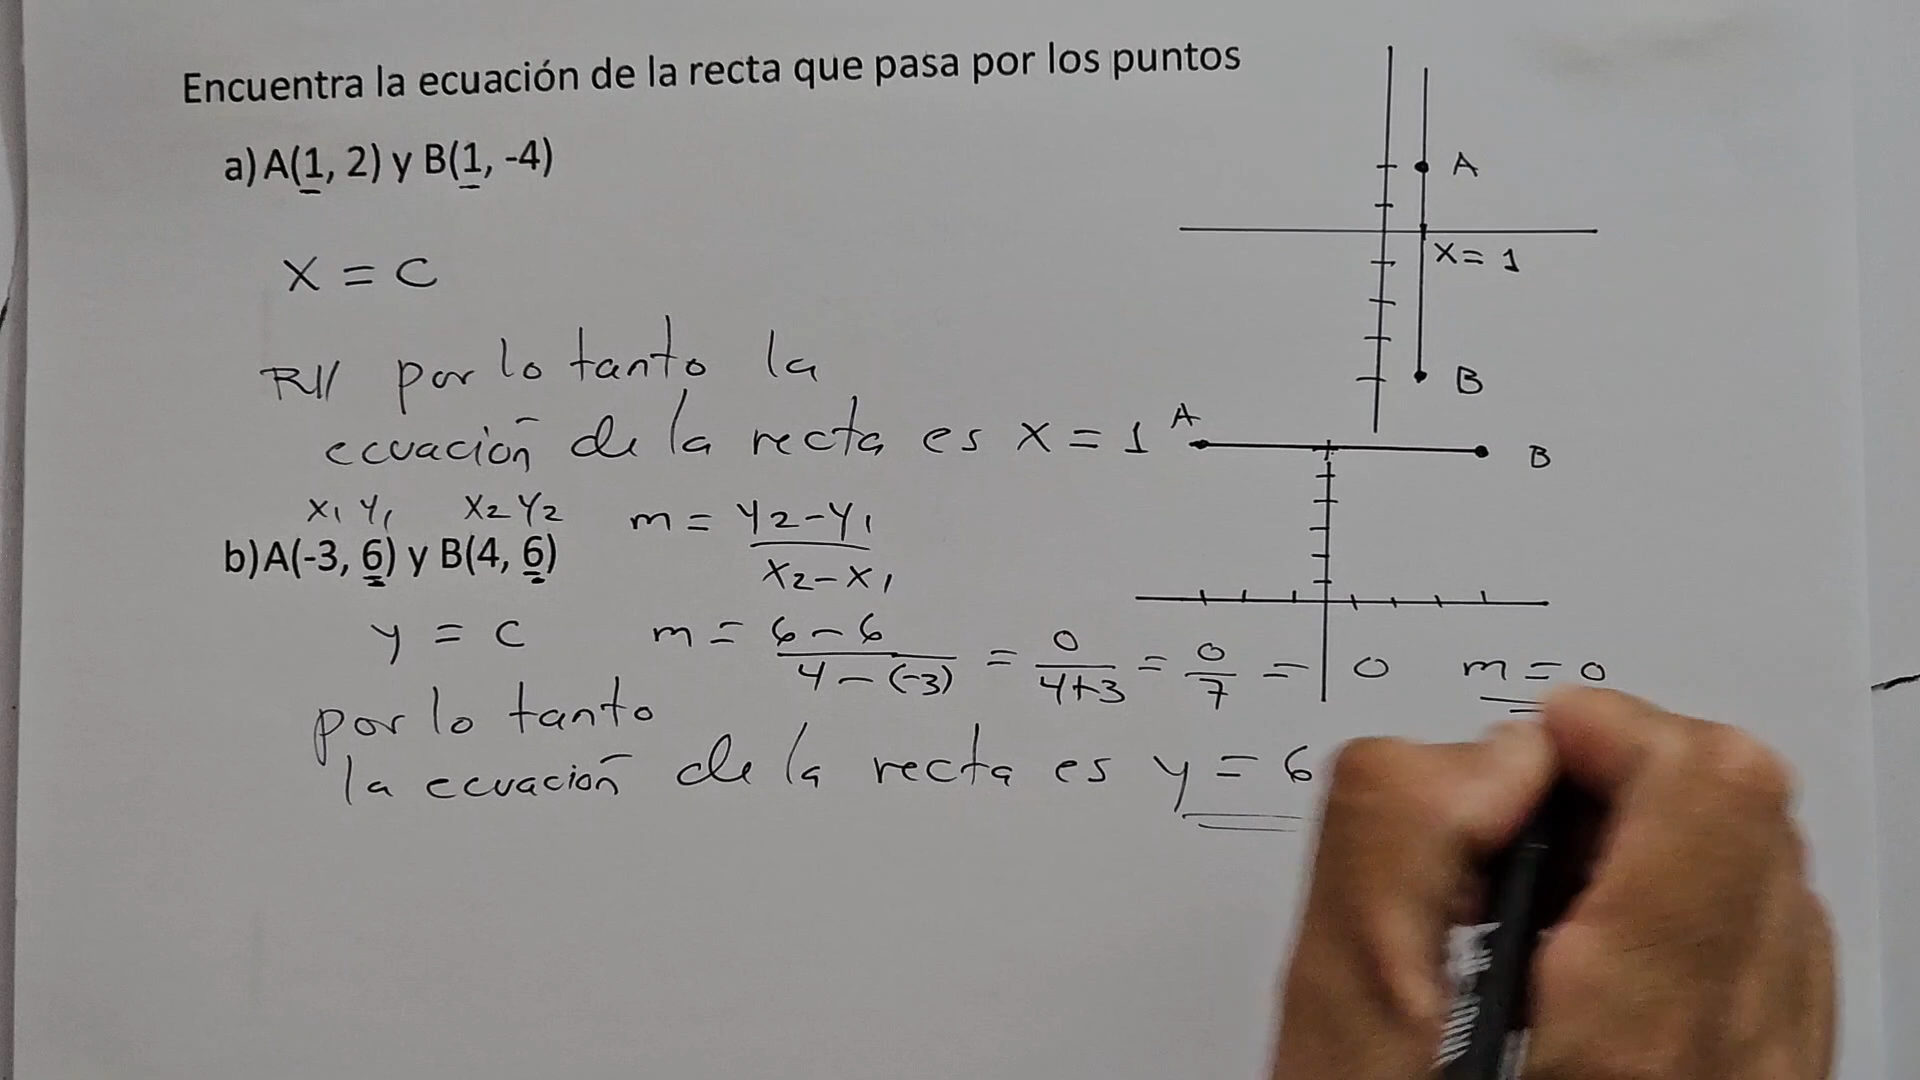 Encuentra la ecuación de la recta que pasa por los puntos
a) A(1, 2) y B(1, -4)
A
X = 1
B
X = C
R// por lo tanto la
ecuación de la recta es X = 1
A
B
X1 Y1 X2 Y2
b) A(-3, 6) y B(4, 6)
m = Y2-Y1
X2-X1
y = C
m = 6-6 = 0 = 0 = 0 m = 0
4-(-3) 4+3 7
por lo tanto
la ecuación de la recta es y = 6